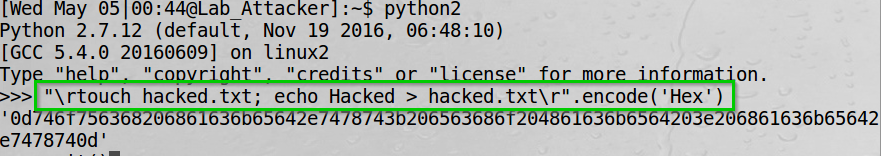 [Wed May 05|00:44@Lab_Attacker]:~$ python2
Python 2.7.12 (default, Nov 19 2016, 06:48:10)
[GCC 5.4.0 20160609] on linux2
Type "help", "copyright", "credits" or "license" for more information.
>>> "\rtouch hacked.txt; echo Hacked > hacked.txt\r".encode('Hex')
'0d746f756368206861636b65642e7478743b206563686f204861636b6564203e206861636b65642
e7478740d'